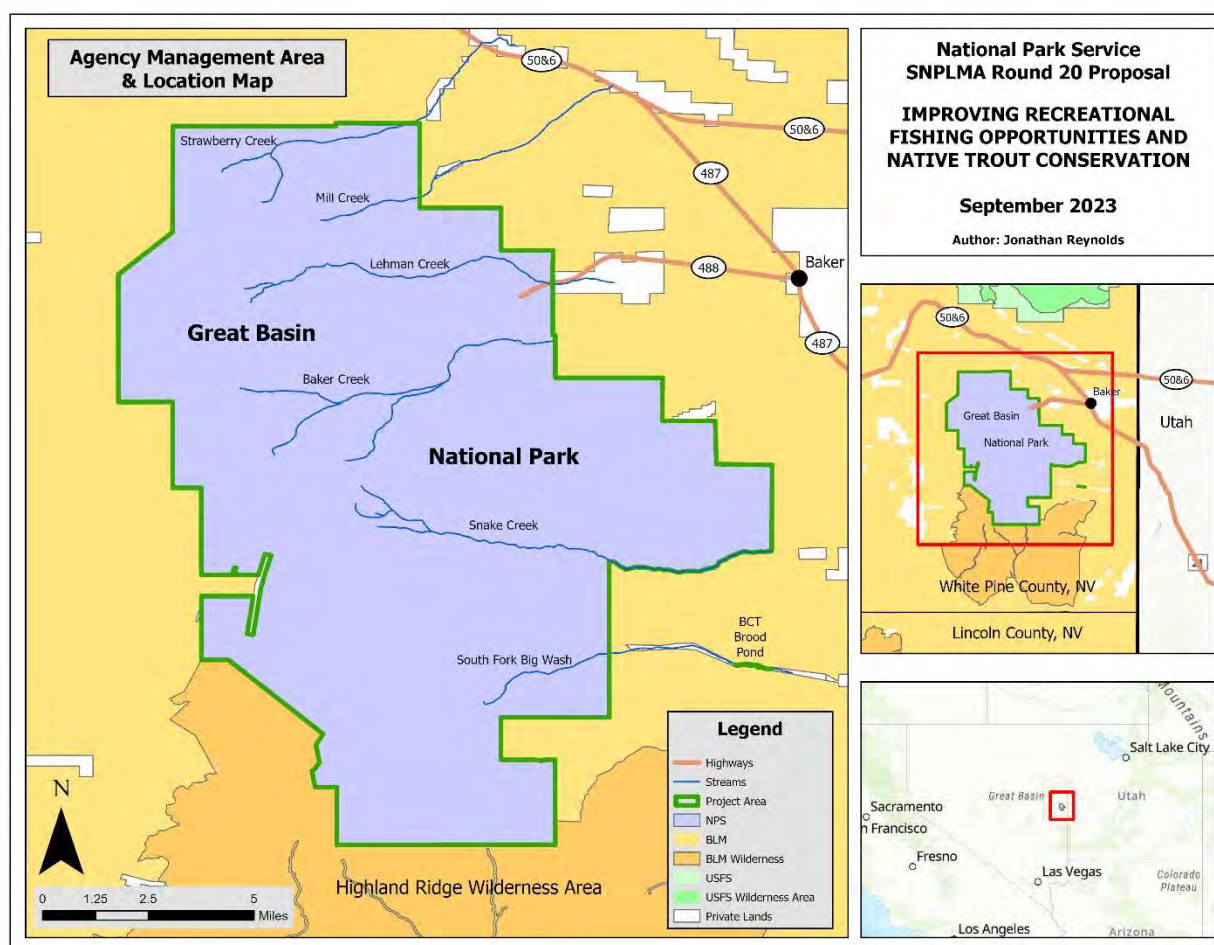 Agency Management Area
& Location Map
50&6
50&6
487
488
487
Baker
Strawberry Creek
Mill Creek
Lehman Creek
Great Basin
Baker Creek
National Park
Snake Creek
BCT
Brood
Pond
South Fork Big Wash
Highland Ridge Wilderness Area
N
0 1.25 2.5 5
Miles
Legend
Highways
Streams
Project Area
NPS
BLM
BLM Wilderness
USFS
USFS Wilderness Area
Private Lands
National Park Service
SNPLMA Round 20 Proposal
IMPROVING RECREATIONAL
FISHING OPPORTUNITIES AND
NATIVE TROUT CONSERVATION
September 2023
Author: Jonathan Reynolds
50&6
50&6
Baker
Utah
Great Basin
National Park
White Pine County, NV
Lincoln County, NV
Mountains
Salt Lake City
Great Basin
Utah
Sacramento
n Francisco
Fresno
Las Vegas
Colorado
Plateau
Los Angeles
Arizona